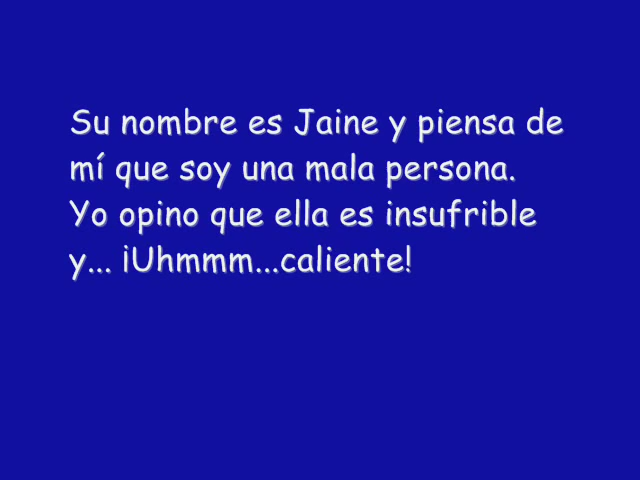 Su nombre es Jaine y piensa de
mí que soy una mala persona.
Yo opino que ella es insufrible
y... ¡Uhmmm...caliente!